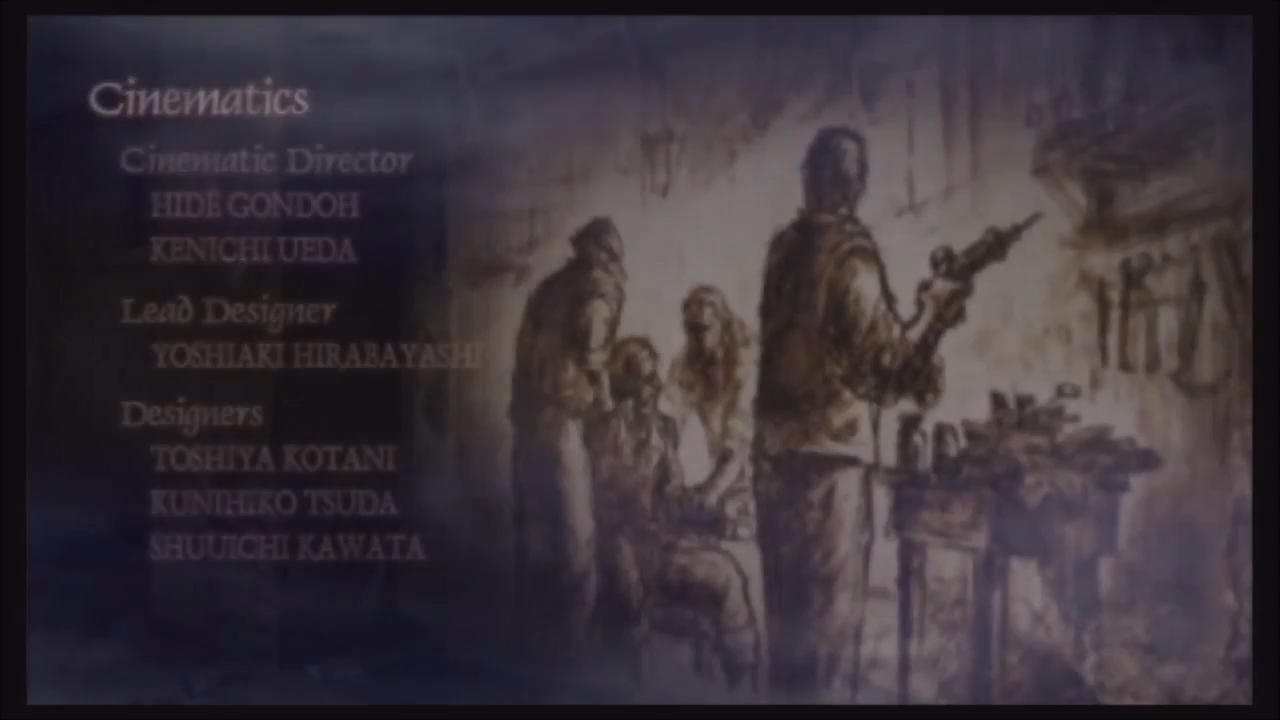 Cinematics
Cinematic Director
HIDE GONDOH
KENICHI UEDA
Lead Designer
YOSHIAKI HIRABAYASHI
Designers
TOSHIYA KOTANI
KUNIHIKO TSUDA
SHUUICHI KAWATA